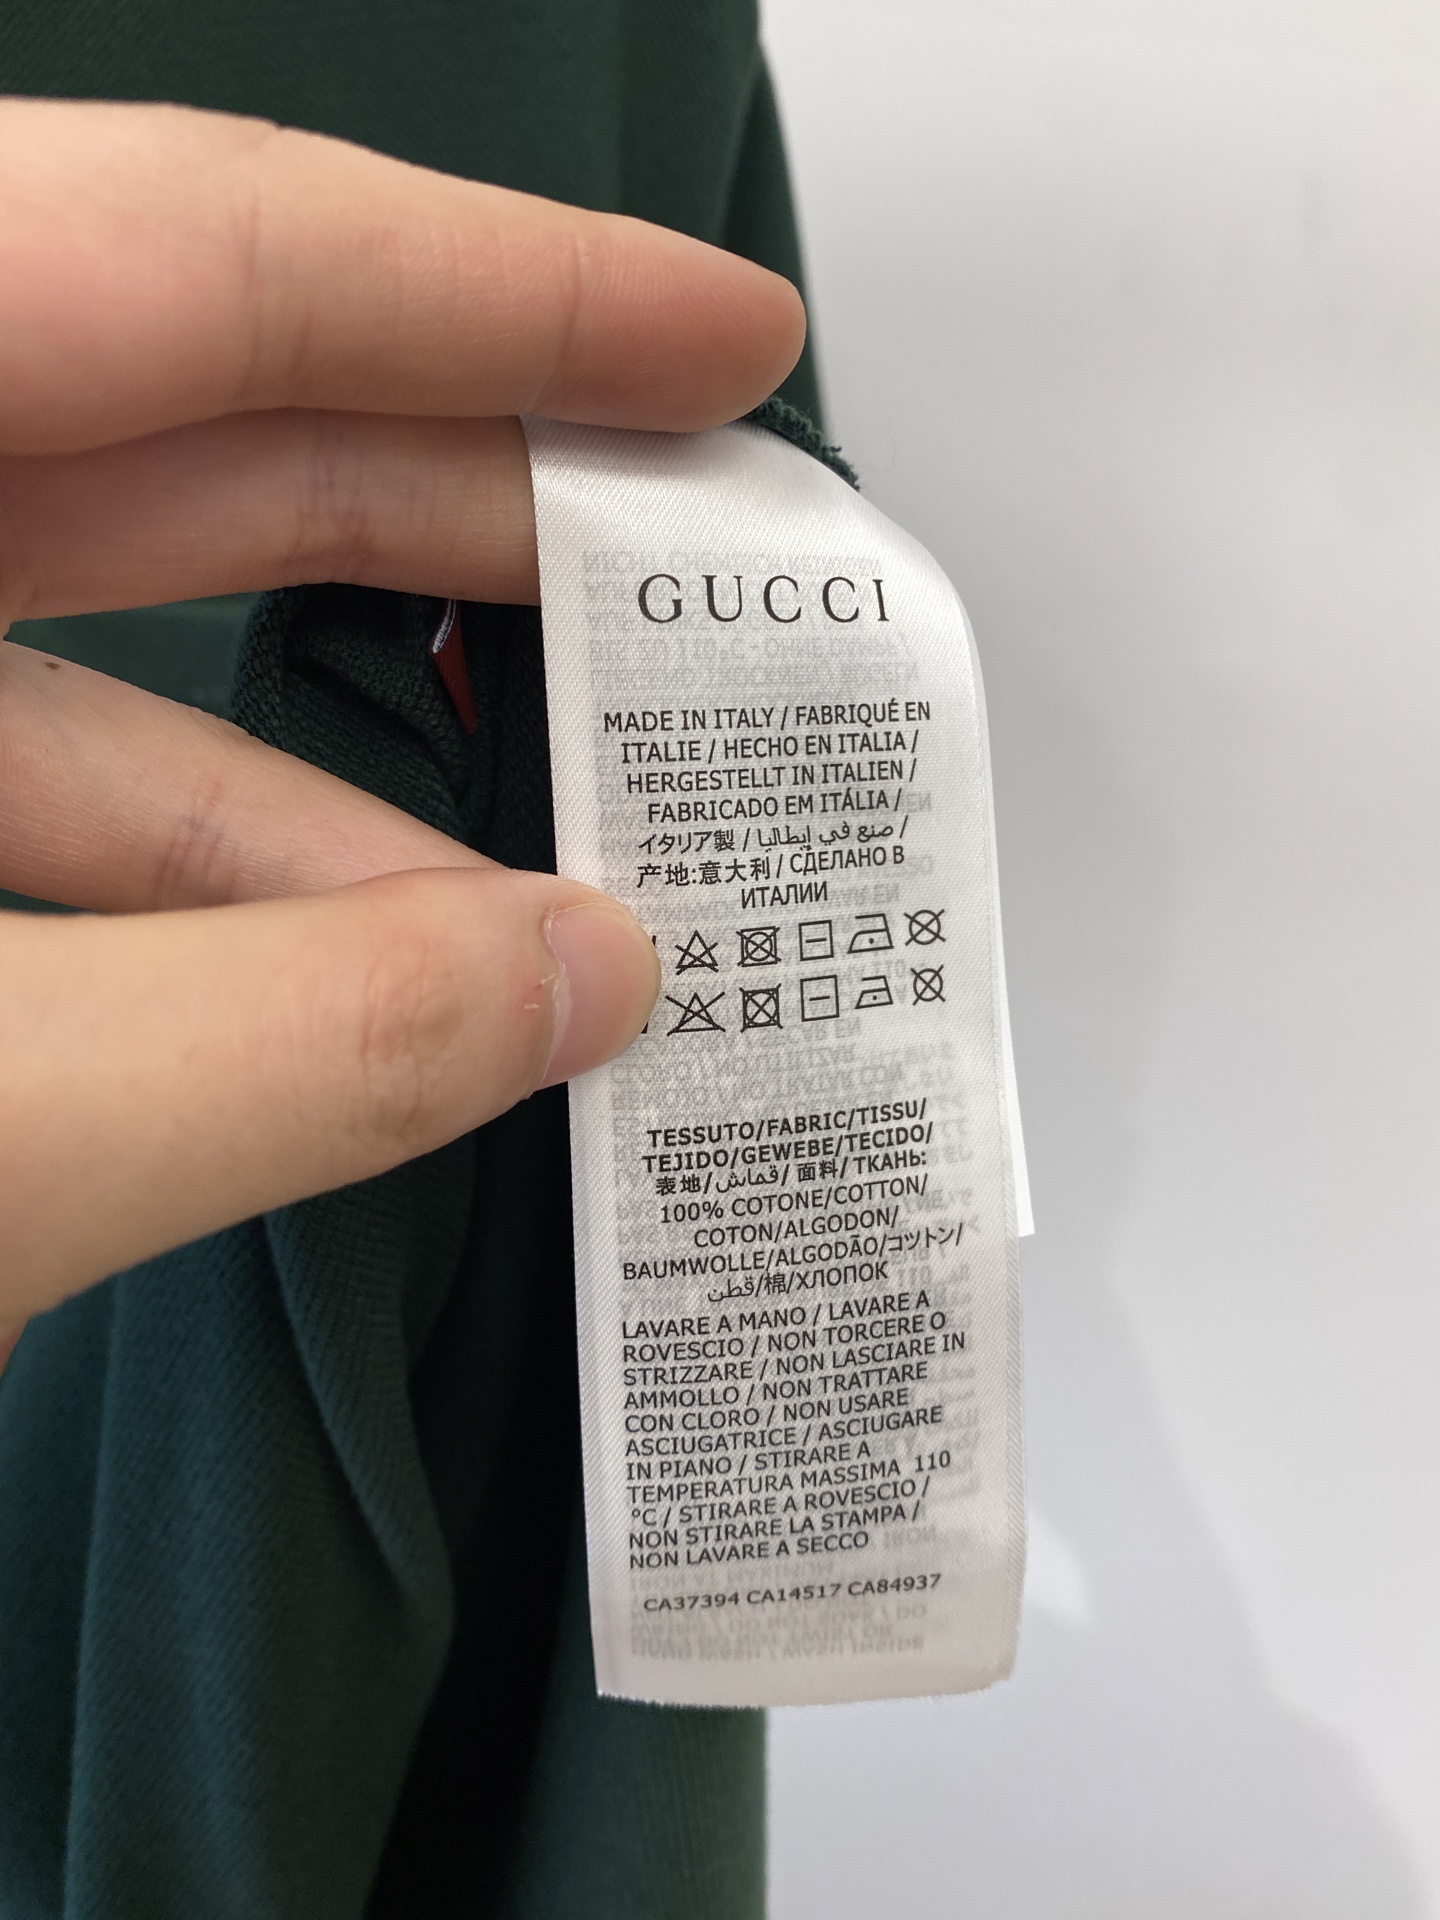 GUCCI
MADE IN ITALY / FABRIQUÉ EN
ITALIE / HECHO EN ITALIA /
HERGESTELLT IN ITALIEN /
FABRICADO EM ITÁLIA /
イタリア製 / صنع في إيطاليا /
产地:意大利 / СДЕЛАНО В
ИТАЛИИ
TESSUTO/FABRIC/TISSU/
TEJIDO/GEWEBE/TECIDO/
表地/قماش/ 面料/ ТКАНЬ:
100% COTONE/COTTON/
COTON/ALGODON/
BAUMWOLLE/ALGODÃO/コットン/
قطن/棉/ХЛОПОК
LAVARE A MANO / LAVARE A
ROVESCIO / NON TORCERE O
STRIZZARE / NON LASCIARE IN
AMMOLLO / NON TRATTARE
CON CLORO / NON USARE
ASCIUGATRICE / ASCIUGARE
IN PIANO / STIRARE A
TEMPERATURA MASSIMA 110
°C / STIRARE A ROVESCIO /
NON STIRARE LA STAMPA /
NON LAVARE A SECCO
CA37394 CA14517 CA84937